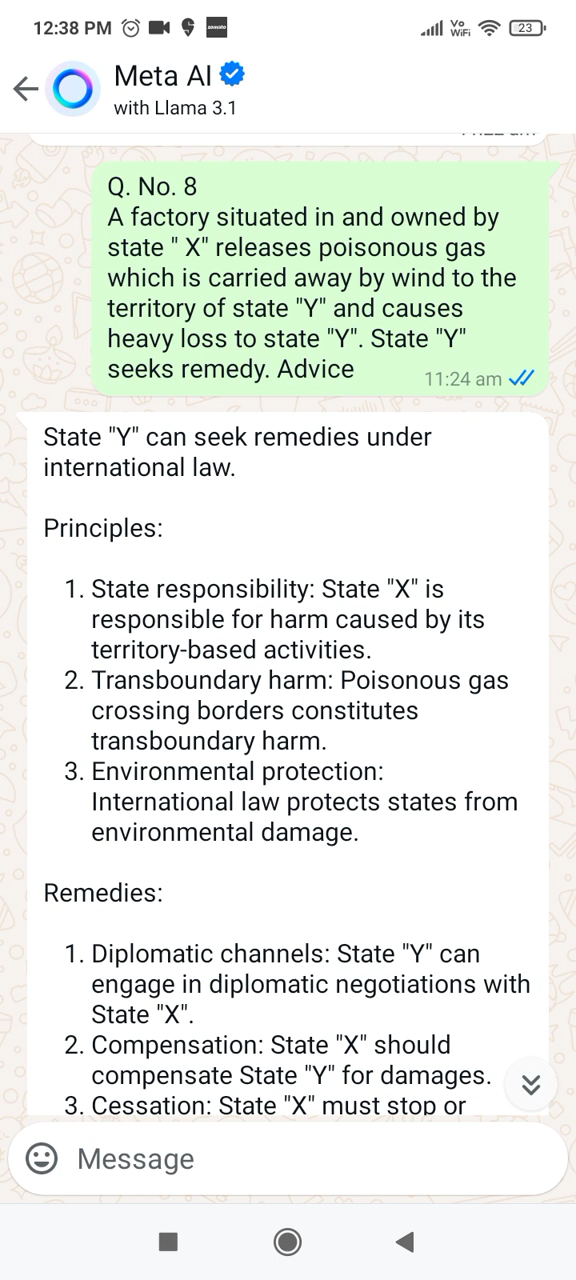 12:38 PM
Vo
WiFi
23
Meta AI
with Llama 3.1
Q. No. 8
A factory situated in and owned by
state " X" releases poisonous gas
which is carried away by wind to the
territory of state "Y" and causes
heavy loss to state "Y". State "Y"
seeks remedy. Advice
11:24 am
State "Y" can seek remedies under
international law.
Principles:
1. State responsibility: State "X" is
responsible for harm caused by its
territory-based activities.
2. Transboundary harm: Poisonous gas
crossing borders constitutes
transboundary harm.
3. Environmental protection:
International law protects states from
environmental damage.
Remedies:
1. Diplomatic channels: State "Y" can
engage in diplomatic negotiations with
State "X".
2. Compensation: State "X" should
compensate State "Y" for damages.
3. Cessation: State "X" must stop or
Message